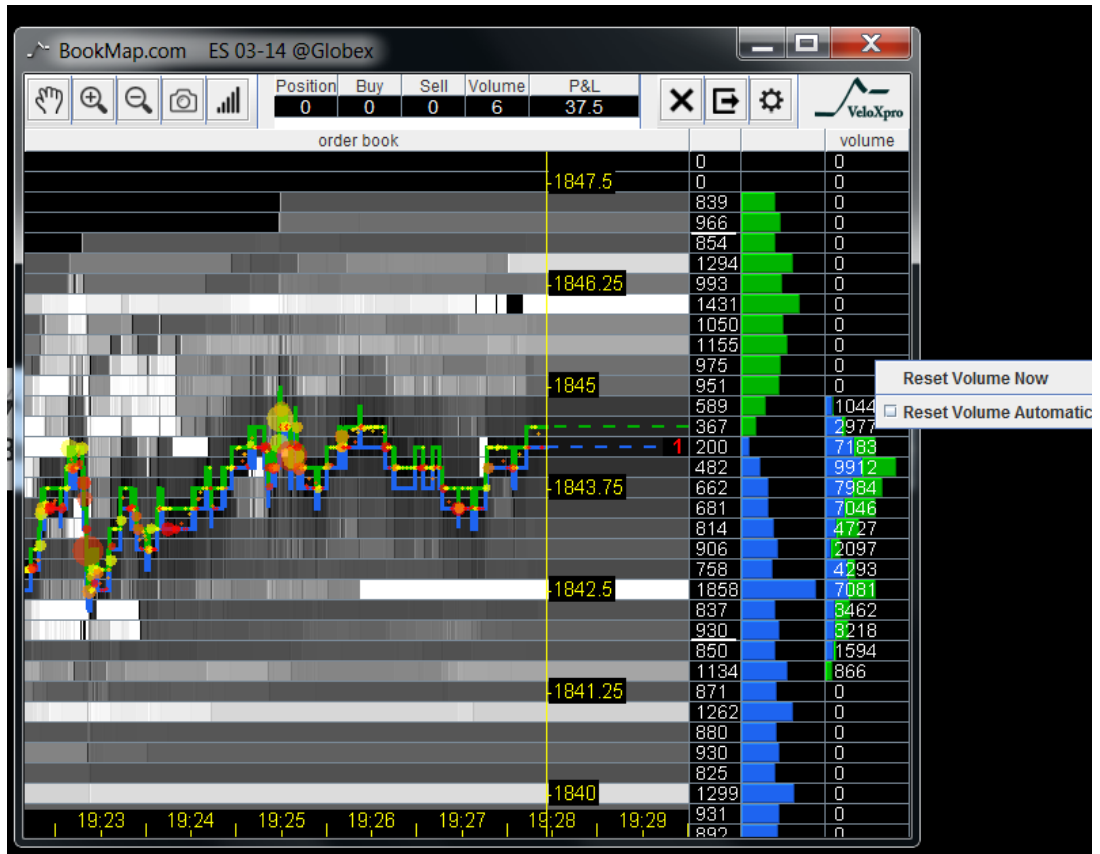 BookMap.com ES 03-14 @Globex
Position Buy Sell Volume P&L
0 0 0 6 37.5
VeloXpro
order book volume
0 0
-1847.5 0 0
839 0
966 0
854 0
1294 0
-1846.25 993 0
1431 0
1050 0
1155 0
975 0
-1845 951 0
Reset Volume Now
589 1044
Reset Volume Automatic
367 2977
1 200 7183
482 9912
-1843.75 662 7984
681 7046
814 4727
906 2097
758 4293
-1842.5 1858 7081
837 3462
930 3218
850 1594
1134 866
-1841.25 871 0
1262 0
880 0
930 0
825 0
-1840 1299 0
931 0
892 0
19:23 19:24 19:25 19:26 19:27 19:28 19:29